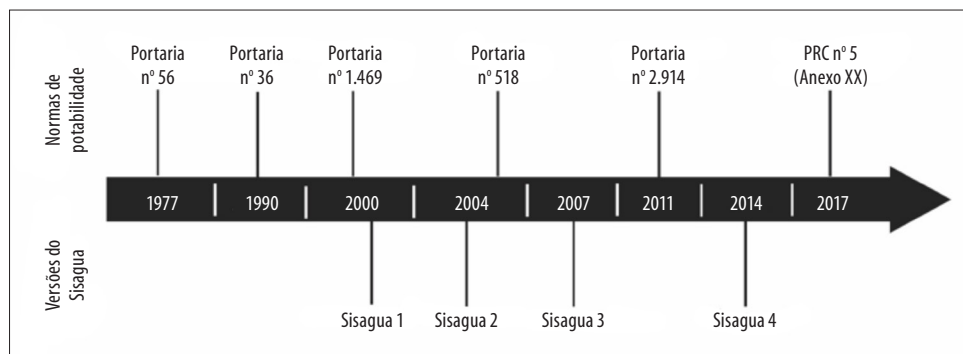 Normas de
potabilidade
Portaria
nº 56
Portaria
nº 36
Portaria
nº 1.469
Portaria
nº 518
Portaria
nº 2.914
PRC nº 5
(Anexo XX)
1977
1990
2000
2004
2007
2011
2014
2017
Versões do
Sisagua
Sisagua 1
Sisagua 2
Sisagua 3
Sisagua 4